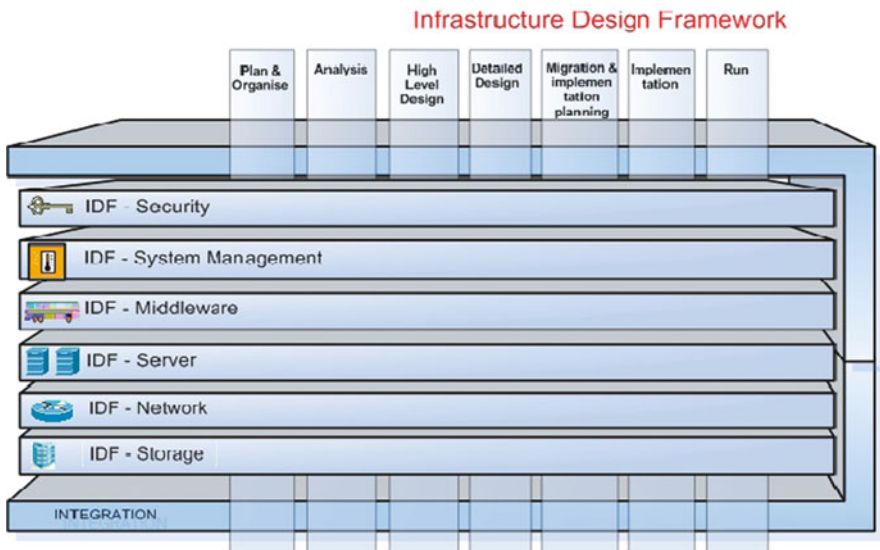 Infrastructure Design Framework
Plan &
Organise
Analysis
High
Level
Design
Detailed
Design
Migration &
implemen
tation
planning
Implemen
tation
Run
IDF - Security
IDF - System Management
IDF - Middleware
IDF - Server
IDF - Network
IDF - Storage
INTEGRATION
INTEGRATION